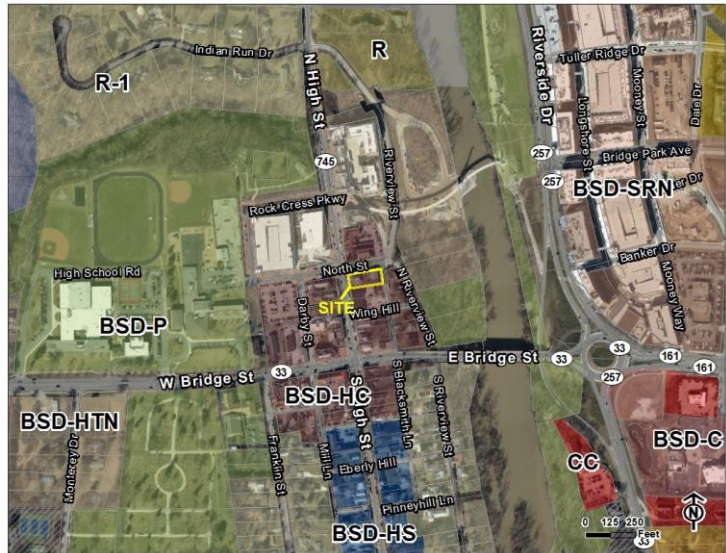 Indian Run Dr
R-1
R
N High St
745
Riverview St
Riverside Dr
Tuller Ridge Dr
Longshore St
Mooney St
Dale Dr
257
257
Bridge Park Ave
BSD-SRN
er Dr
Banker Dr
Mooney Way
Rock Cress Pkwy
High School Rd
North St
SITE
Darby St
N Riverview St
Wing Hill
BSD-P
W Bridge St
33
E Bridge St
33
33
161
161
257
BSD-HC
S High St
S Blacksmith Ln
S Riverview St
BSD-HTN
Monterey Dr
Franklin St
Mill Ln
Eberly Hill
Pinneyhill Ln
BSD-HS
BSD-C
CC
N
0 125 250
Feet
33